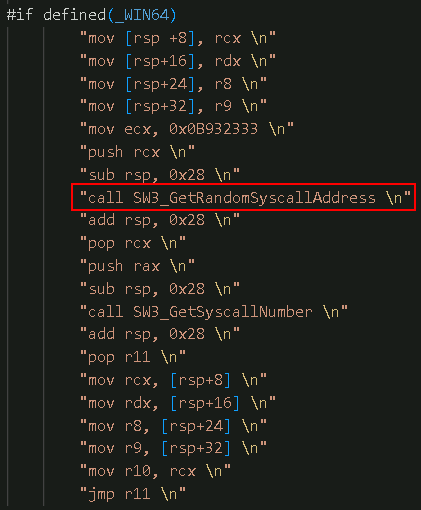 #if defined(_WIN64)
"mov [rsp +8], rcx \n"
"mov [rsp+16], rdx \n"
"mov [rsp+24], r8 \n"
"mov [rsp+32], r9 \n"
"mov ecx, 0x0B932333 \n"
"push rcx \n"
"sub rsp, 0x28 \n"
"call SW3_GetRandomSyscallAddress \n"
"add rsp, 0x28 \n"
"pop rcx \n"
"push rax \n"
"sub rsp, 0x28 \n"
"call SW3_GetSyscallNumber \n"
"add rsp, 0x28 \n"
"pop r11 \n"
"mov rcx, [rsp+8] \n"
"mov rdx, [rsp+16] \n"
"mov r8, [rsp+24] \n"
"mov r9, [rsp+32] \n"
"mov r10, rcx \n"
"jmp r11 \n"